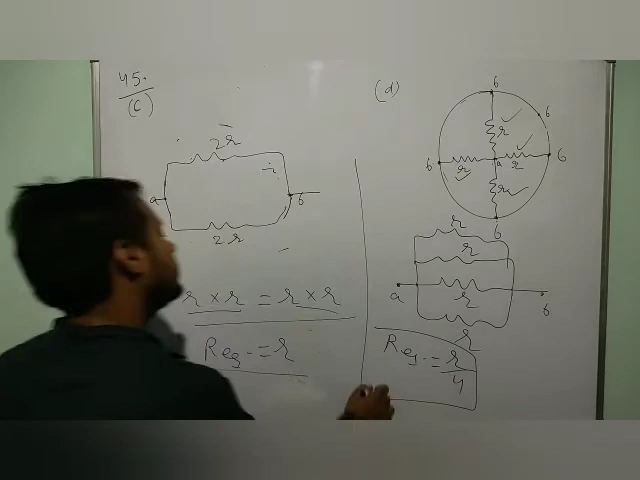 45.
(c)
2r
a
b
2r
r × r = r × r
Req. = r
(d)
b
b
r
b
a
b
r
r
r
b
r
r
a
r
b
r
Req. = r/4